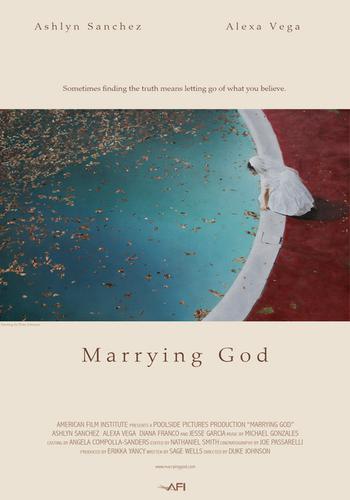 Ashlyn Sanchez Alexa Vega
Sometimes finding the truth means letting go of what you believe.
Marrying God
AMERICAN FILM INSTITUTE PRESENTS A POOLSIDE PICTURES PRODUCTION "MARRYING GOD"
ASHLYN SANCHEZ ALEXA VEGA DIANA FRANCO AND JESSE GARCIA MUSIC BY MICHAEL GONZALES
CASTING BY ANGELA COMPOLLA-SANDERS EDITED BY NATHANIEL SMITH CINEMATOGRAPHY BY JOE PASSARELLI
PRODUCED BY ERIKKA YANCY WRITTEN BY SAGE WELLS DIRECTED BY DUKE JOHNSON
www.marryinggod.com
AFI